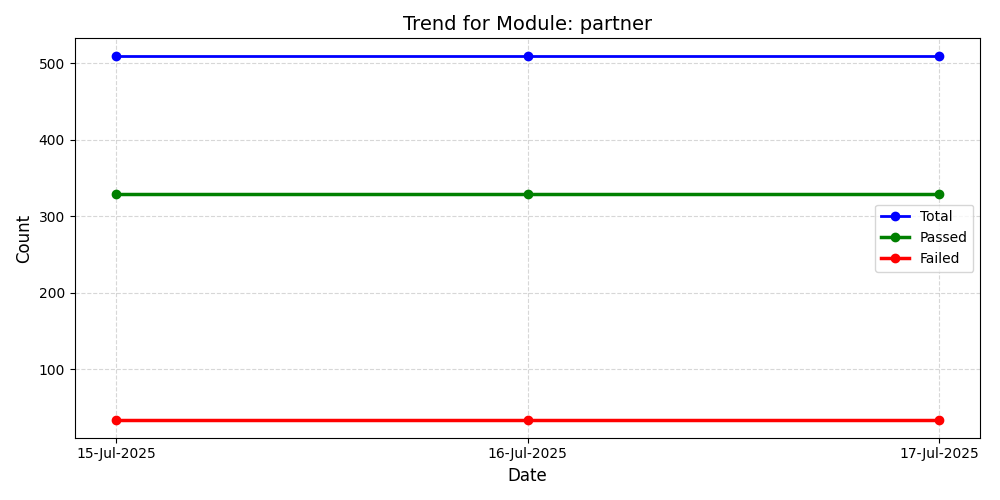 Trend for Module: partner
Count
500
400
300
200
100
Total
Passed
Failed
15-Jul-2025
16-Jul-2025
17-Jul-2025
Date